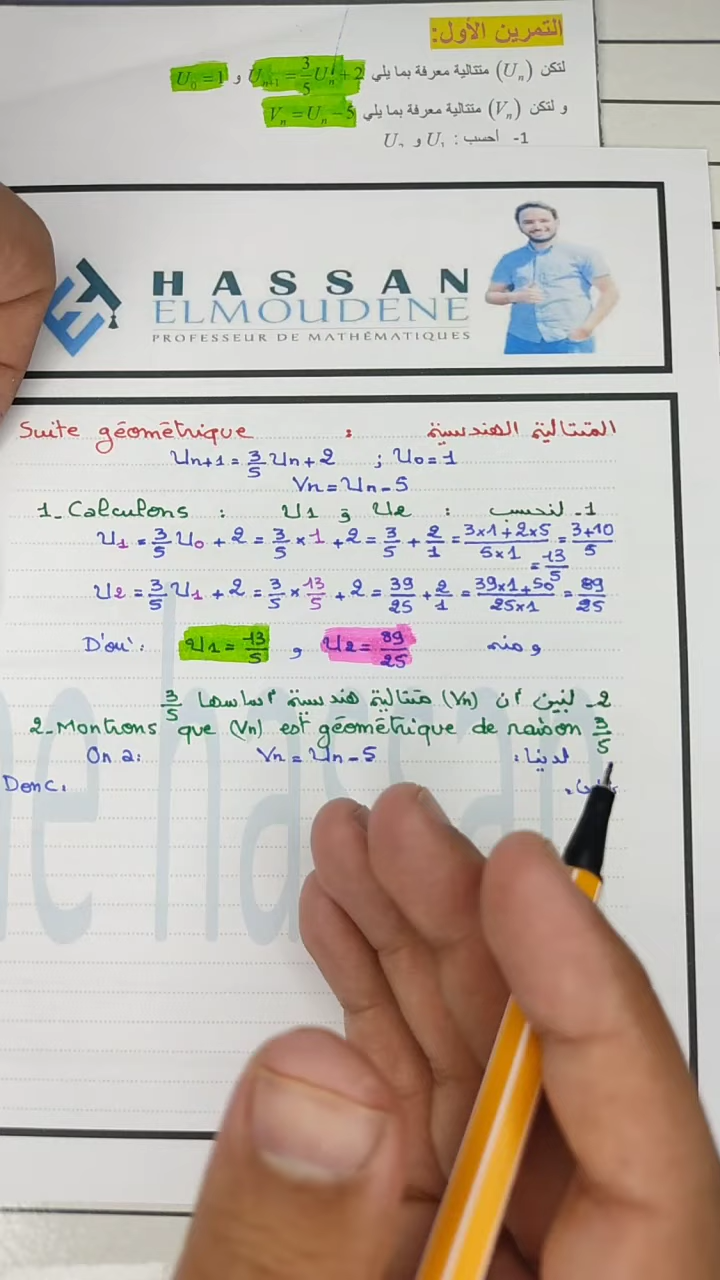 التمرين الأول:
لتكن (Un) متتالية معرفة بما يلي Un+1 = 3/5 Un + 2 و U0 = 1
و لتكن (Vn) متتالية معرفة بما يلي Vn = Un - 5
1- أحسب : U1 و U2
HASSAN
ELMOUDENE
PROFESSEUR DE MATHÉMATIQUES
Suite géométrique : المتتالية الهندسية
Un+1 = 3/5 Un + 2 ; U0 = 1
Vn = Un - 5
1- Calculons : U1 و U2 : 1- لنحسب
U1 = 3/5 U0 + 2 = 3/5 × 1 + 2 = 3/5 + 2/1 = (3×1+2×5)/(5×1) = (3+10)/5
= 13/5
U2 = 3/5 U1 + 2 = 3/5 × 13/5 + 2 = 39/25 + 2/1 = (39×1+50)/(25×1) = 89/25
D'où: U1 = 13/5 و U2 = 89/25 ومنه
2- لنبين أن (Vn) متتالية هندسية أساسها 3/5
2- Montrons que (Vn) est géométrique de raison 3/5
On a: Vn = Un - 5 لدينا:
Donc:
ne hassan